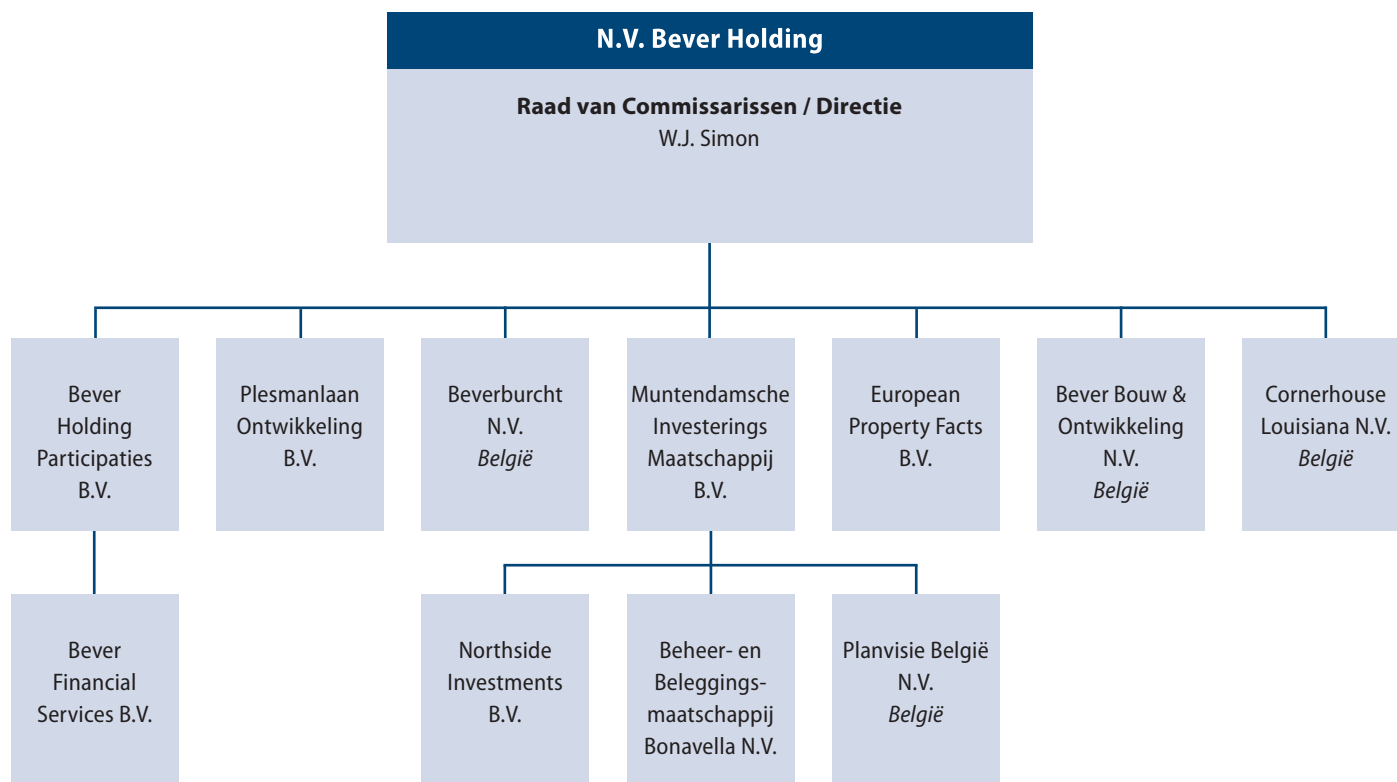 N.V. Bever Holding
Raad van Commissarissen / Directie
W.J. Simon
Bever
Holding
Participaties
B.V.
Plesmanlaan
Ontwikkeling
B.V.
Beverburcht
N.V.
België
Muntendamsche
Investerings
Maatschappij
B.V.
European
Property Facts
B.V.
Bever Bouw &
Ontwikkeling
N.V.
België
Cornerhouse
Louisiana N.V.
België
Bever
Financial
Services B.V.
Northside
Investments
B.V.
Beheer- en
Beleggings-
maatschappij
Bonavella N.V.
Planvisie België
N.V.
België